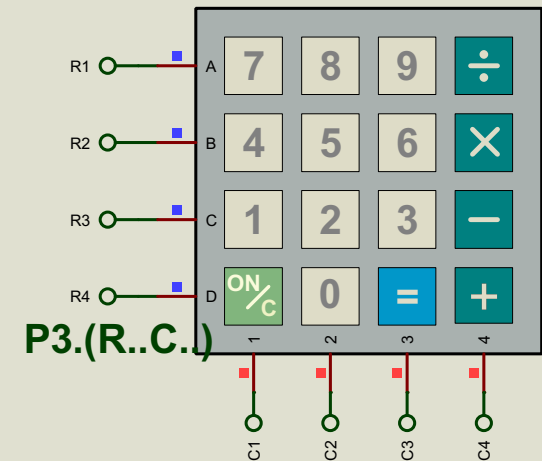 R1 A 7 8 9 ÷
R2 B 4 5 6 ×
R3 C 1 2 3 −
R4 D ON/C 0 = +
P3.(R..C..)
1 2 3 4
C1 C2 C3 C4